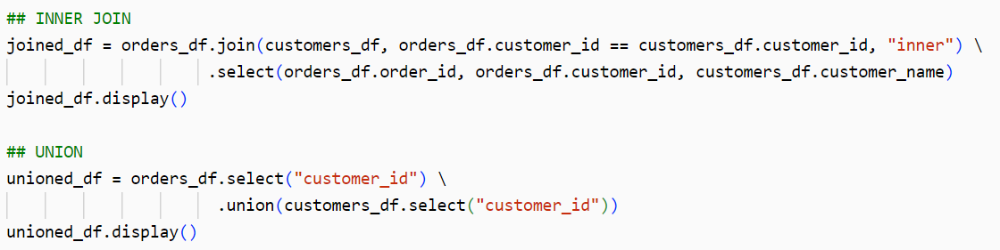 ## INNER JOIN
joined_df = orders_df.join(customers_df, orders_df.customer_id == customers_df.customer_id, "inner") \
.select(orders_df.order_id, orders_df.customer_id, customers_df.customer_name)
joined_df.display()
## UNION
unioned_df = orders_df.select("customer_id") \
.union(customers_df.select("customer_id"))
unioned_df.display()